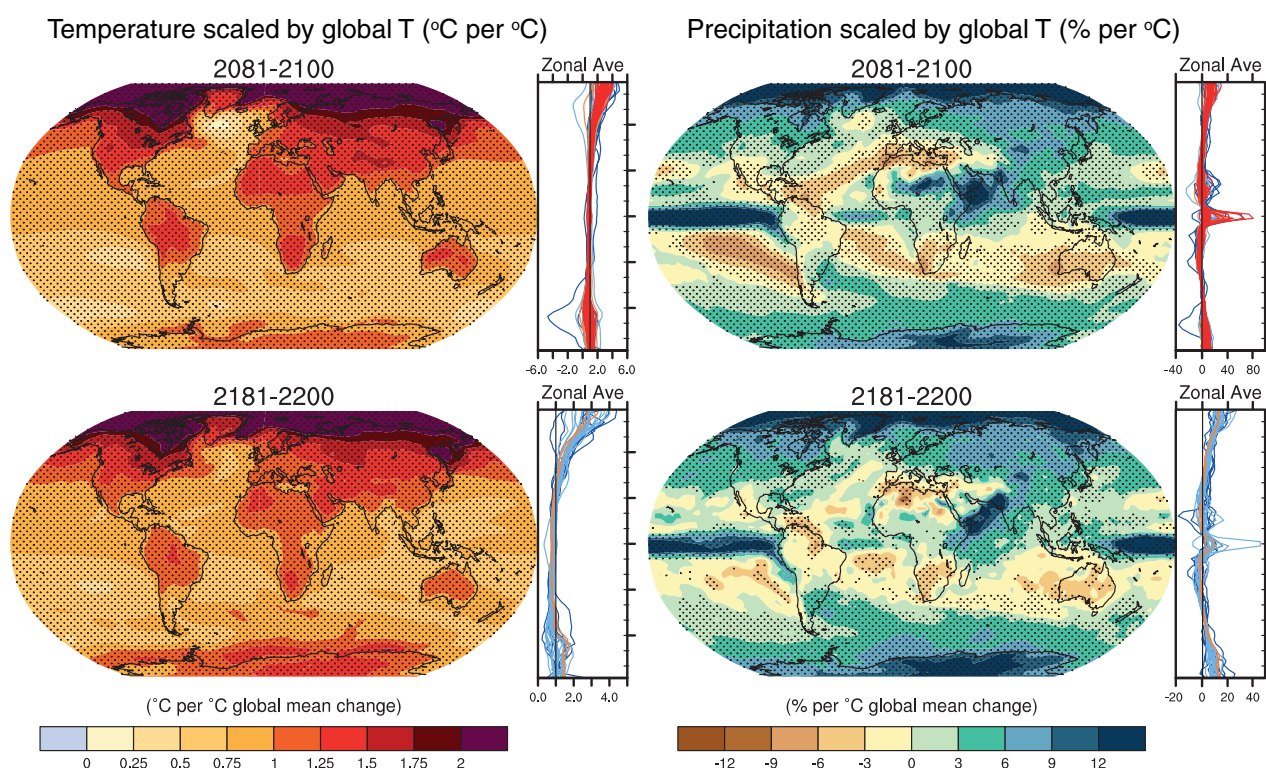 Temperature scaled by global T (°C per °C)
Precipitation scaled by global T (% per °C)
2081-2100
Zonal Ave
2081-2100
Zonal Ave
-6.0 -2.0 2.0 6.0
-40 0 40 80
2181-2200
Zonal Ave
2181-2200
Zonal Ave
0.0 2.0 4.0
-20 0 20 40
(°C per °C global mean change)
(% per °C global mean change)
0 0.25 0.5 0.75 1 1.25 1.5 1.75 2
-12 -9 -6 -3 0 3 6 9 12